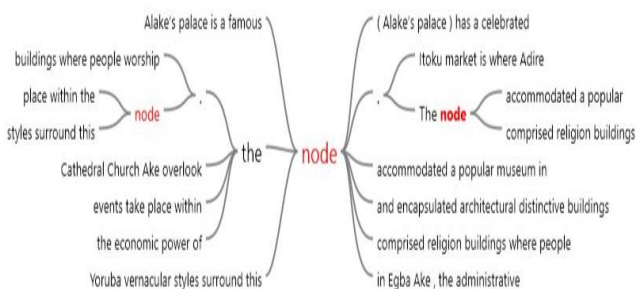 Alake's palace is a famous
buildings where people worship
place within the
node
styles surround this
.
Cathedral Church Ake overlook
the
events take place within
the economic power of
Yoruba vernacular styles surround this
node
( Alake's palace ) has a celebrated
Itoku market is where Adire
.
The node
accommodated a popular
comprised religion buildings
accommodated a popular museum in
and encapsulated architectural distinctive buildings
comprised religion buildings where people
in Egba Ake , the administrative